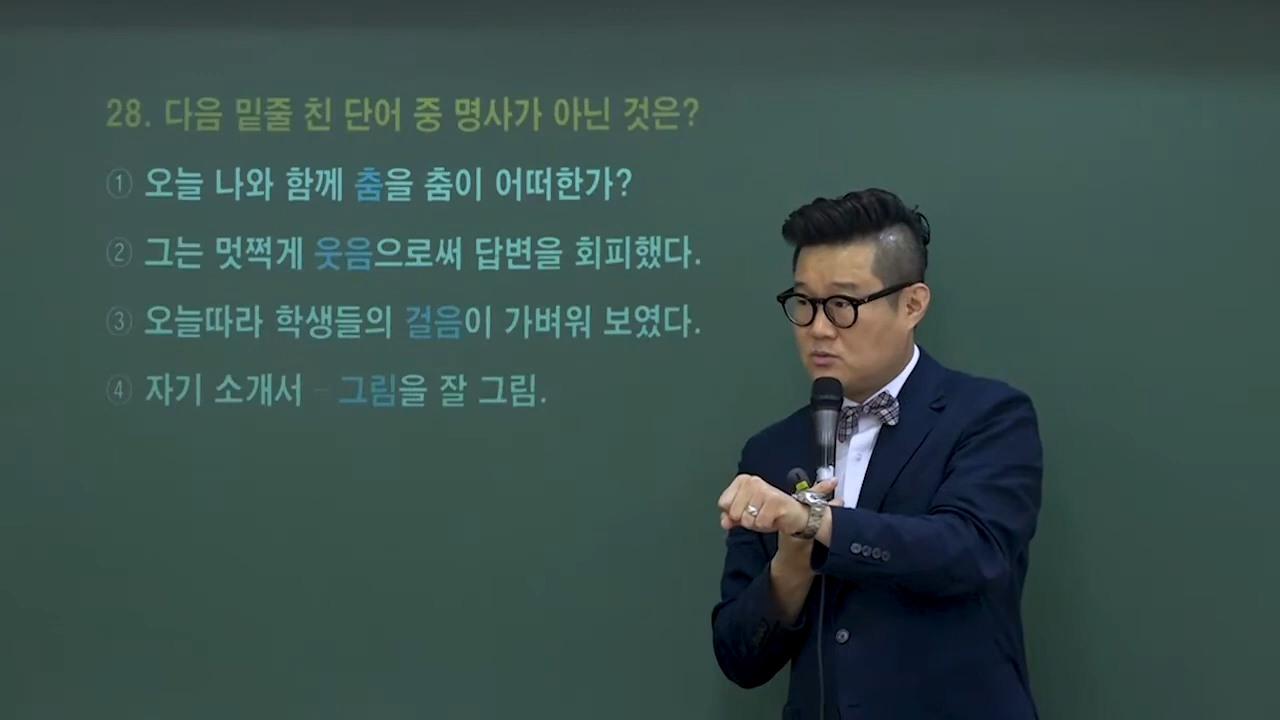 28. 다음 밑줄 친 단어 중 명사가 아닌 것은?
① 오늘 나와 함께 춤을 춤이 어떠한가?
② 그는 멋쩍게 웃음으로써 답변을 회피했다.
③ 오늘따라 학생들의 걸음이 가벼워 보였다.
④ 자기 소개서 - 그림을 잘 그림.